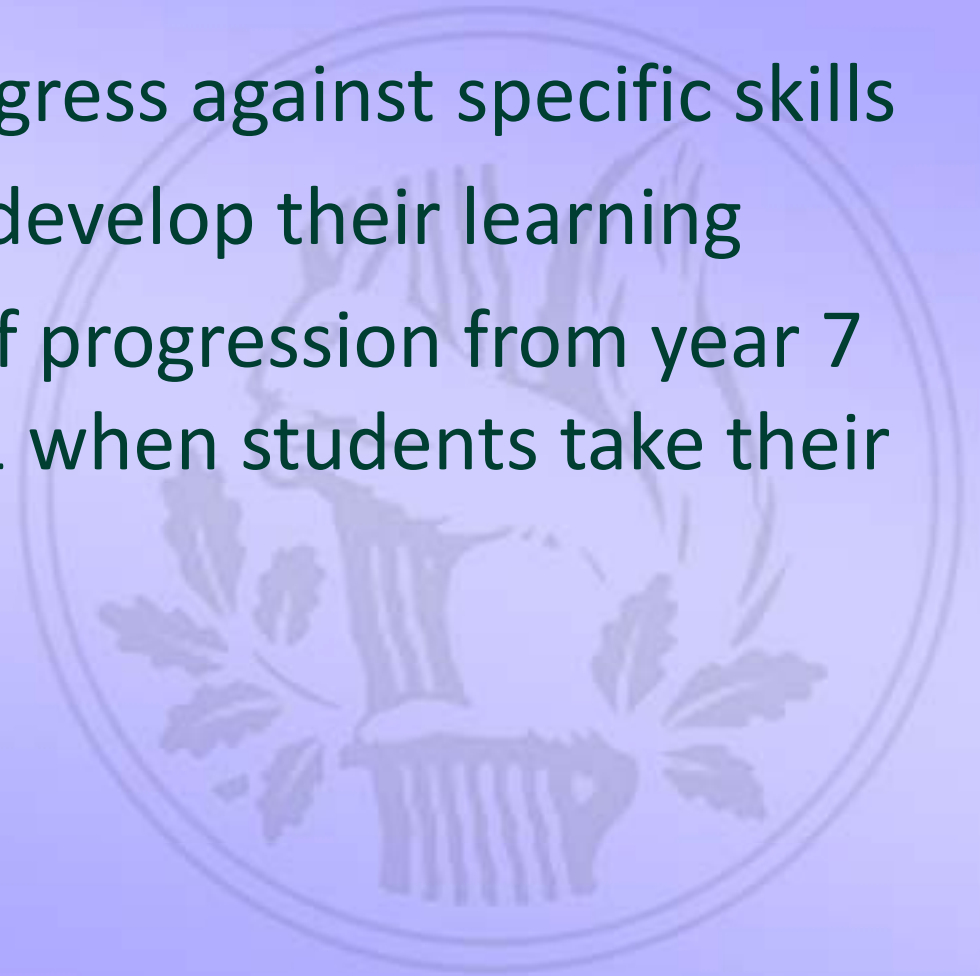 gress against specific skills
develop their learning
f progression from year 7
when students take their